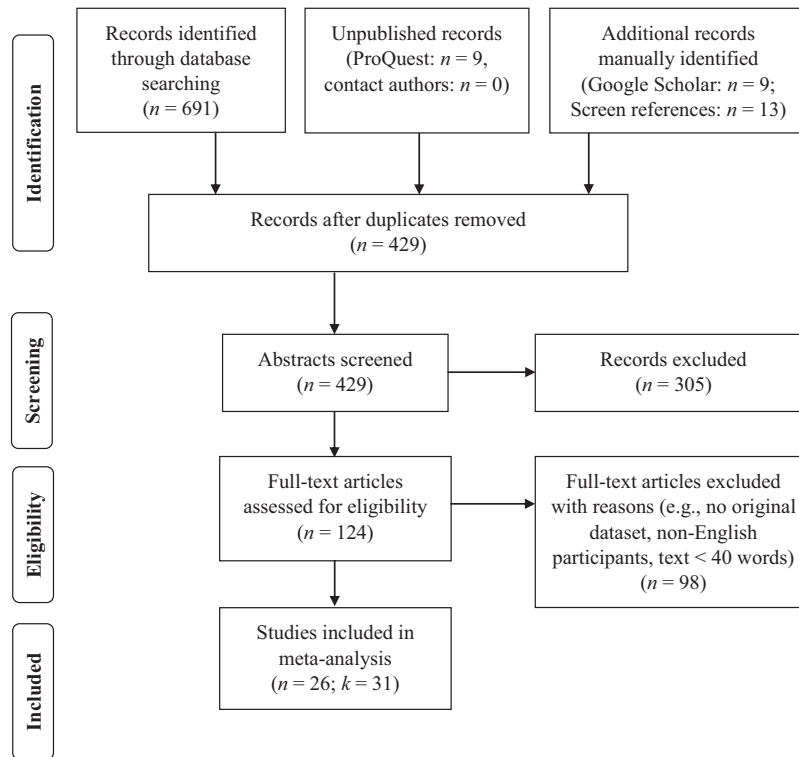 Identification
Records identified
through database
searching
(n = 691)
Unpublished records
(ProQuest: n = 9,
contact authors: n = 0)
Additional records
manually identified
(Google Scholar: n = 9;
Screen references: n = 13)
Records after duplicates removed
(n = 429)
Screening
Abstracts screened
(n = 429)
Records excluded
(n = 305)
Eligibility
Full-text articles
assessed for eligibility
(n = 124)
Full-text articles excluded
with reasons (e.g., no original
dataset, non-English
participants, text < 40 words)
(n = 98)
Included
Studies included in
meta-analysis
(n = 26; k = 31)